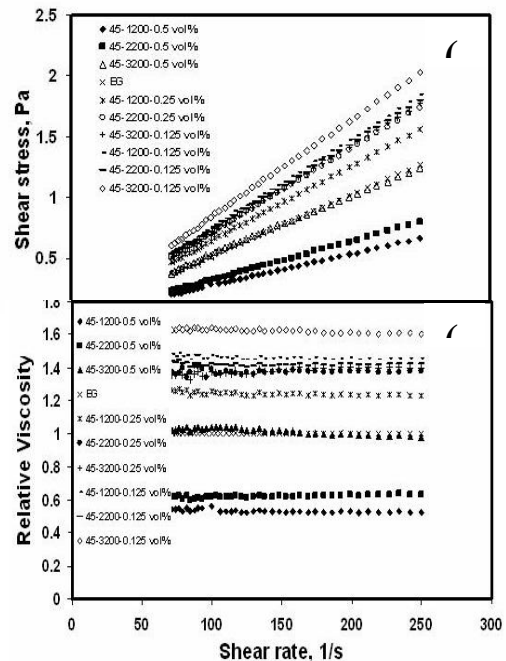 45-1200-0.5 vol%
45-2200-0.5 vol%
45-3200-0.5 vol%
EG
45-1200-0.25 vol%
45-2200-0.25 vol%
45-3200-0.125 vol%
45-1200-0.125 vol%
45-2200-0.125 vol%
45-3200-0.125 vol%
Shear stress, Pa
2.5
2
1.5
1
0.5
45-1200-0.5 vol%
45-2200-0.5 vol%
45-3200-0.5 vol%
EG
45-1200-0.25 vol%
45-2200-0.25 vol%
45-3200-0.25 vol%
45-1200-0.125 vol%
45-2200-0.125 vol%
45-3200-0.125 vol%
Relative Viscosity
1.6
1.4
1.2
1
0.8
0.6
0.4
0.2
0
0 50 100 150 200 250 300
Shear rate, 1/s